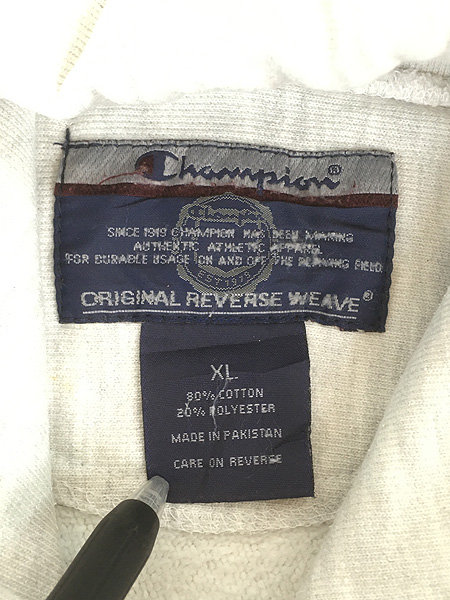 Champion®
Champion
SINCE 1919 CHAMPION HAS BEEN MAKING
AUTHENTIC ATHLETIC APPAREL
FOR DURABLE USAGE ON AND OFF THE PLAYING FIELD
EST 1919
ORIGINAL REVERSE WEAVE®
XL
80% COTTON
20% POLYESTER
MADE IN PAKISTAN
CARE ON REVERSE